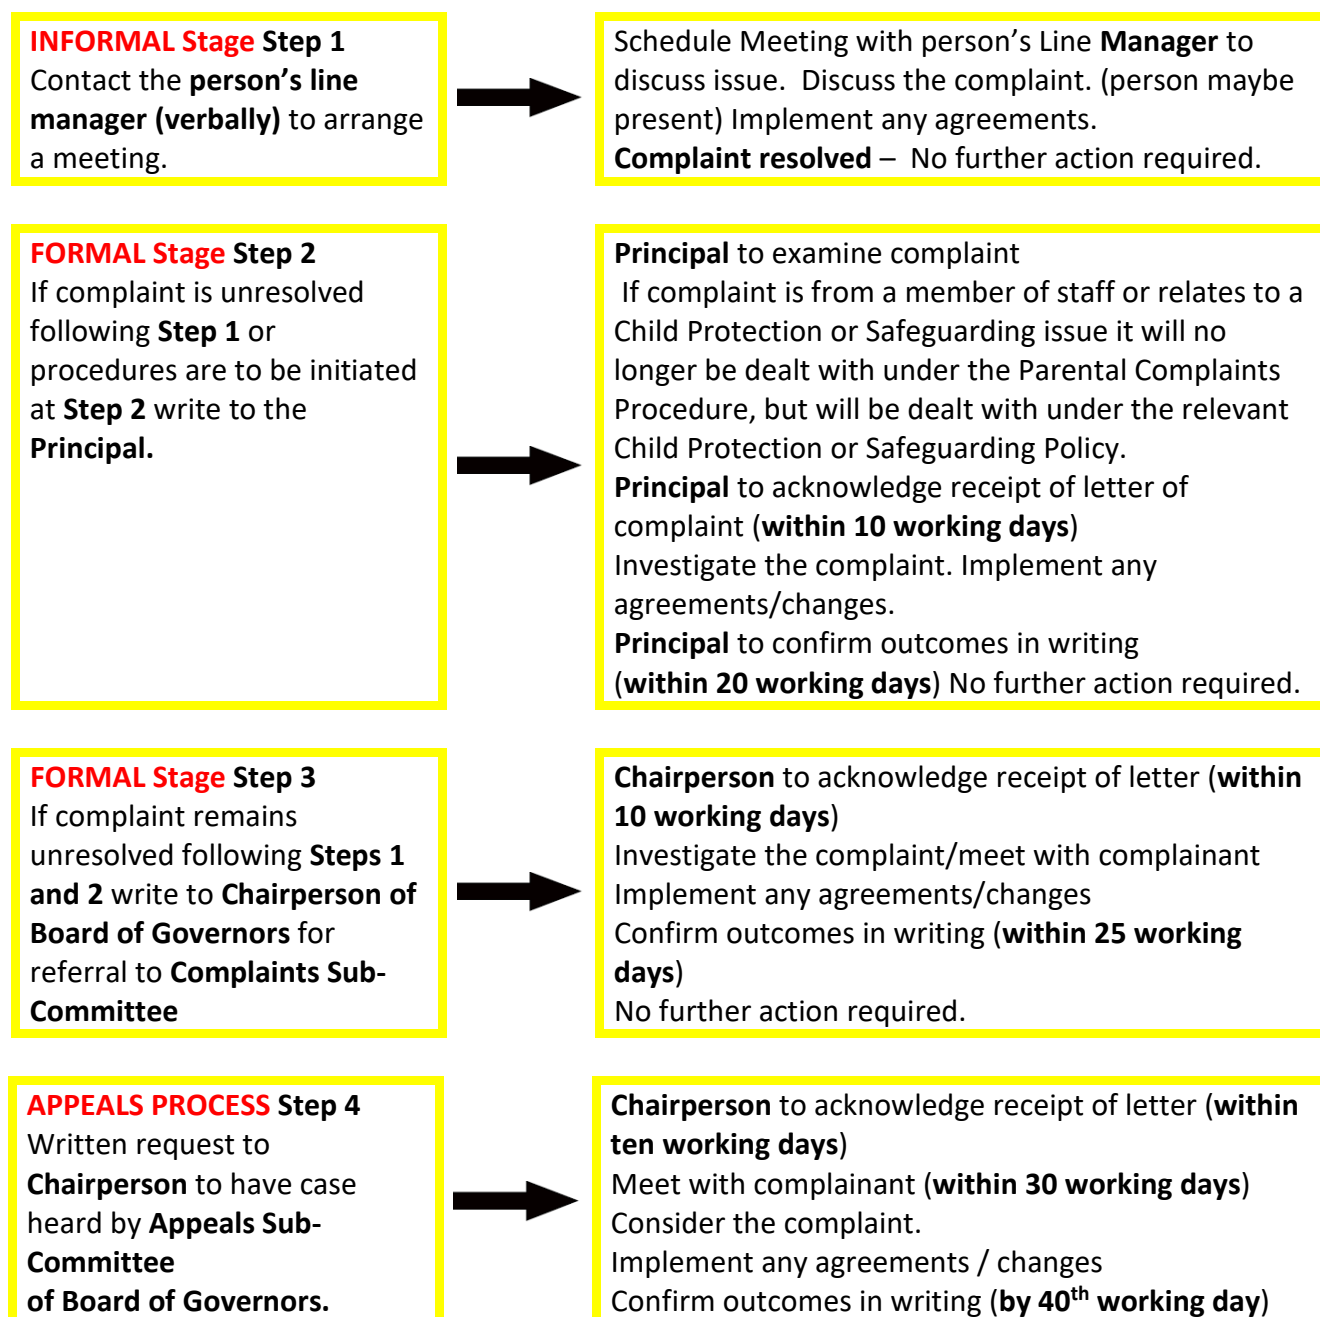 INFORMAL Stage Step 1
Contact the person’s line
manager (verbally) to arrange
a meeting.
Schedule Meeting with person’s Line Manager to
discuss issue.  Discuss the complaint. (person maybe
present) Implement any agreements.
Complaint resolved –  No further action required.
FORMAL Stage Step 2
If complaint is unresolved
following Step 1 or
procedures are to be initiated
at Step 2 write to the
Principal.
Principal to examine complaint
If complaint is from a member of staff or relates to a
Child Protection or Safeguarding issue it will no
longer be dealt with under the Parental Complaints
Procedure, but will be dealt with under the relevant
Child Protection or Safeguarding Policy.
Principal to acknowledge receipt of letter of
complaint (within 10 working days)
Investigate the complaint. Implement any
agreements/changes.
Principal to confirm outcomes in writing
(within 20 working days) No further action required.
FORMAL Stage Step 3
If complaint remains
unresolved following Steps 1
and 2 write to Chairperson of
Board of Governors for
referral to Complaints Sub-
Committee
Chairperson to acknowledge receipt of letter (within
10 working days)
Investigate the complaint/meet with complainant
Implement any agreements/changes
Confirm outcomes in writing (within 25 working
days)
No further action required.
APPEALS PROCESS Step 4
Written request to
Chairperson to have case
heard by Appeals Sub-
Committee
of Board of Governors.
Chairperson to acknowledge receipt of letter (within
ten working days)
Meet with complainant (within 30 working days)
Consider the complaint.
Implement any agreements / changes
Confirm outcomes in writing (by 40th working day)